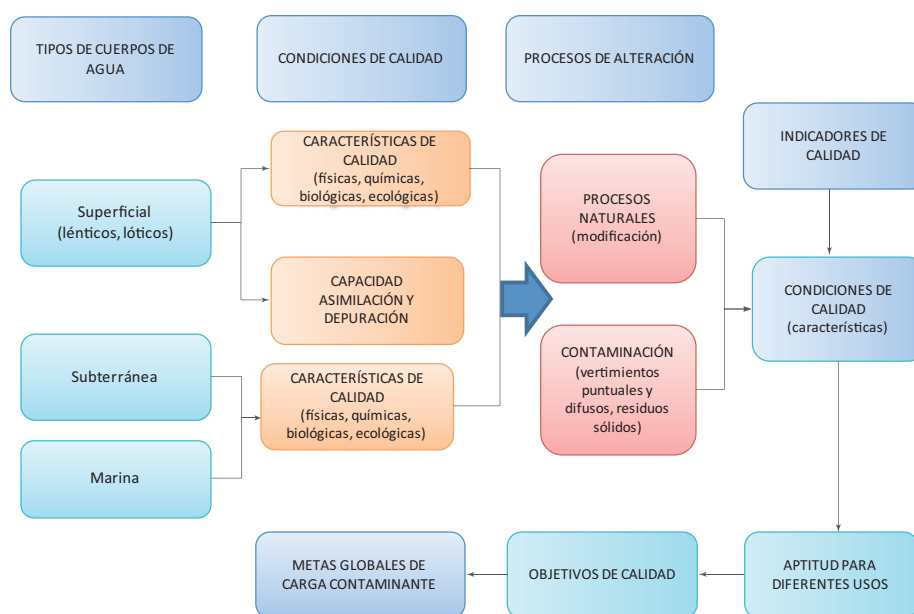 TIPOS DE CUERPOS DE
AGUA
CONDICIONES DE CALIDAD
PROCESOS DE ALTERACIÓN
INDICADORES DE
CALIDAD
Superficial
(lénticos, lóticos)
CARACTERÍSTICAS DE
CALIDAD
(físicas, químicas,
biológicas, ecológicas)
CAPACIDAD
ASIMILACIÓN Y
DEPURACIÓN
PROCESOS
NATURALES
(modificación)
CONDICIONES DE
CALIDAD
(características)
Subterránea
Marina
CARACTERÍSTICAS DE
CALIDAD
(físicas, químicas,
biológicas, ecológicas)
CONTAMINACIÓN
(vertimientos
puntuales y
difusos, residuos
sólidos)
METAS GLOBALES DE
CARGA CONTAMINANTE
OBJETIVOS DE CALIDAD
APTITUD PARA
DIFERENTES USOS